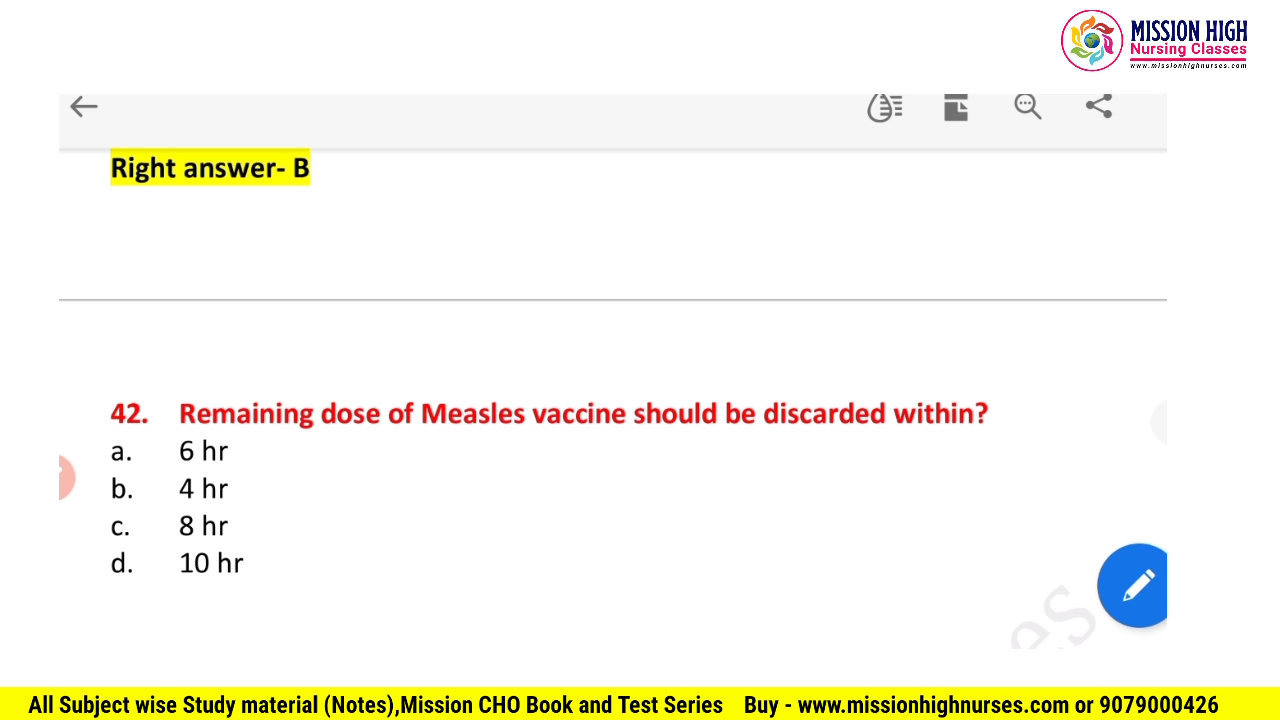 MISSION HIGH
Nursing Classes
www.missionhighnurses.com
Right answer- B
42. Remaining dose of Measles vaccine should be discarded within?
a. 6 hr
b. 4 hr
c. 8 hr
d. 10 hr
es
All Subject wise Study material (Notes),Mission CHO Book and Test Series Buy - www.missionhighnurses.com or 9079000426